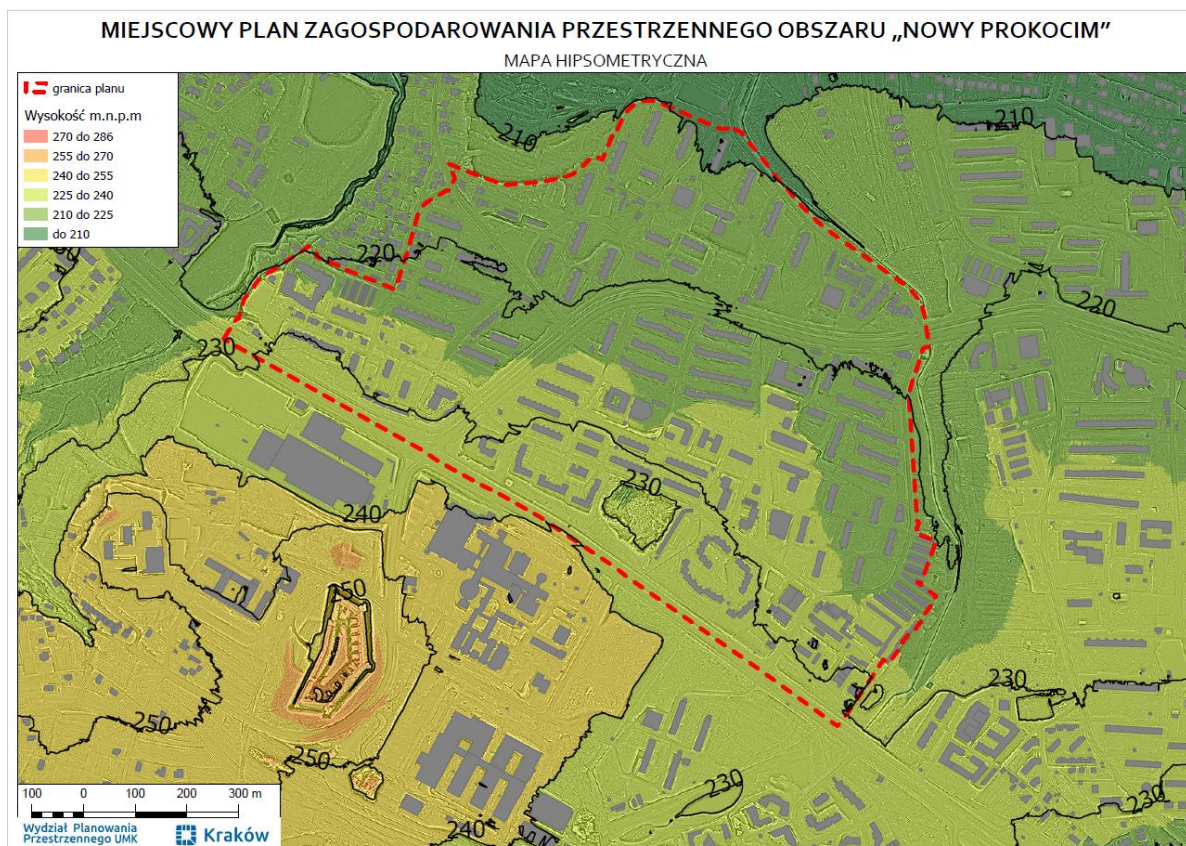 MIEJSCOWY PLAN ZAGOSPODAROWANIA PRZESTRZENNEGO OBSZARU „NOWY PROKOCIM”
MAPA HIPSOMETRYCZNA
granica planu
Wysokość m.n.p.m
270 do 286
255 do 270
240 do 255
225 do 240
210 do 225
do 210
210
210
220
220
230
230
240
250
230
250
250
230
240
230
100 0 100 200 300 m
Wydział Planowania
Przestrzennego UMK
Kraków